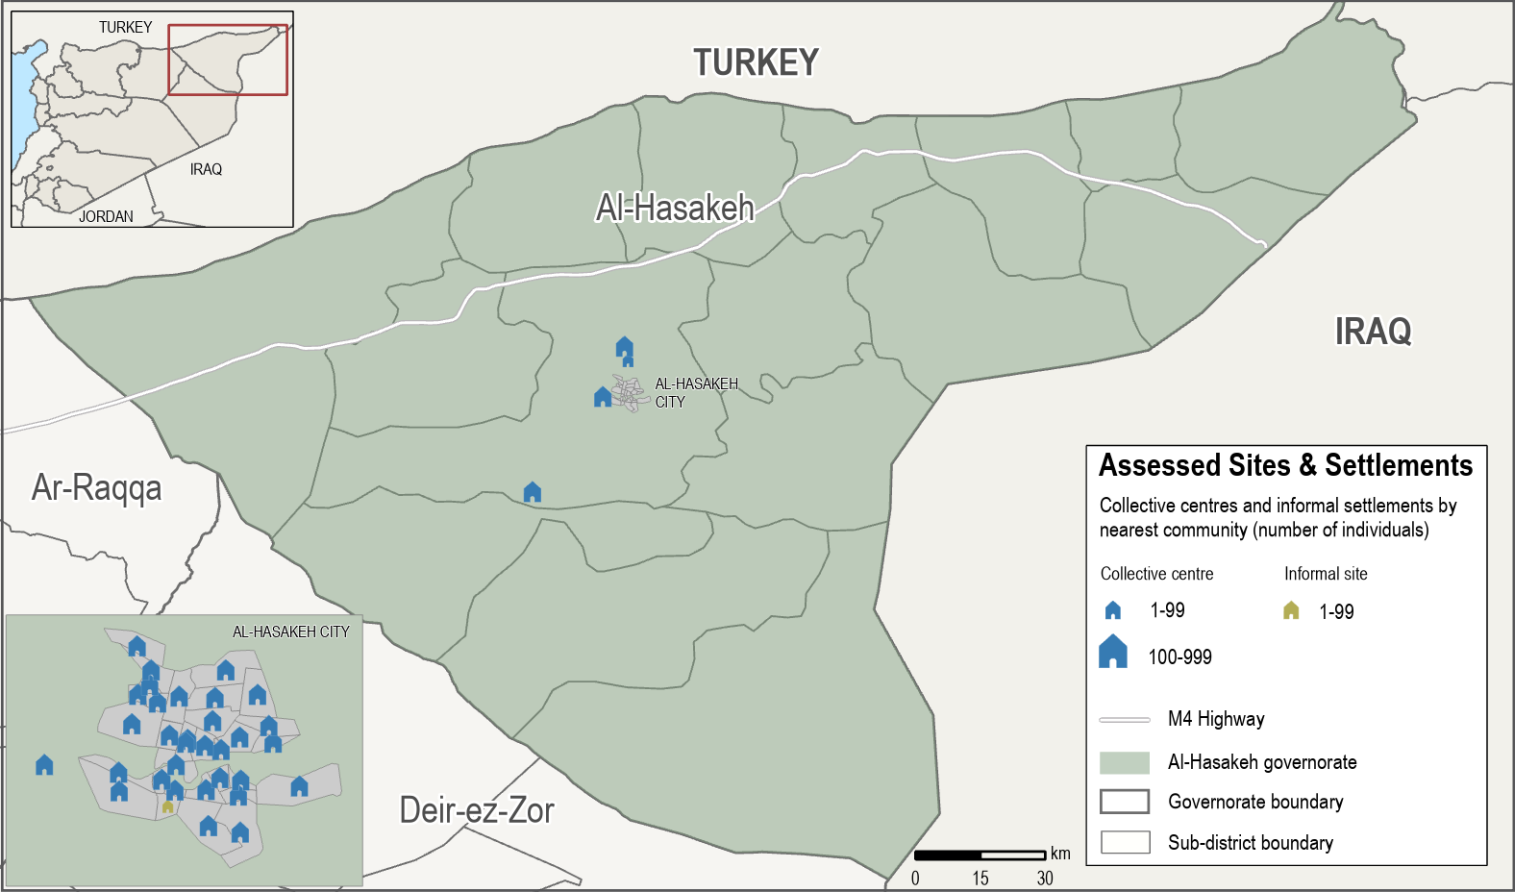 TURKEY
IRAQ
JORDAN
TURKEY
Al-Hasakeh
IRAQ
AL-HASAKEH
CITY
Ar-Raqqa
Deir-ez-Zor
AL-HASAKEH CITY
Assessed Sites & Settlements
Collective centres and informal settlements by
nearest community (number of individuals)
Collective centre
Informal site
1-99
1-99
100-999
M4 Highway
Al-Hasakeh governorate
Governorate boundary
Sub-district boundary
km
0 15 30